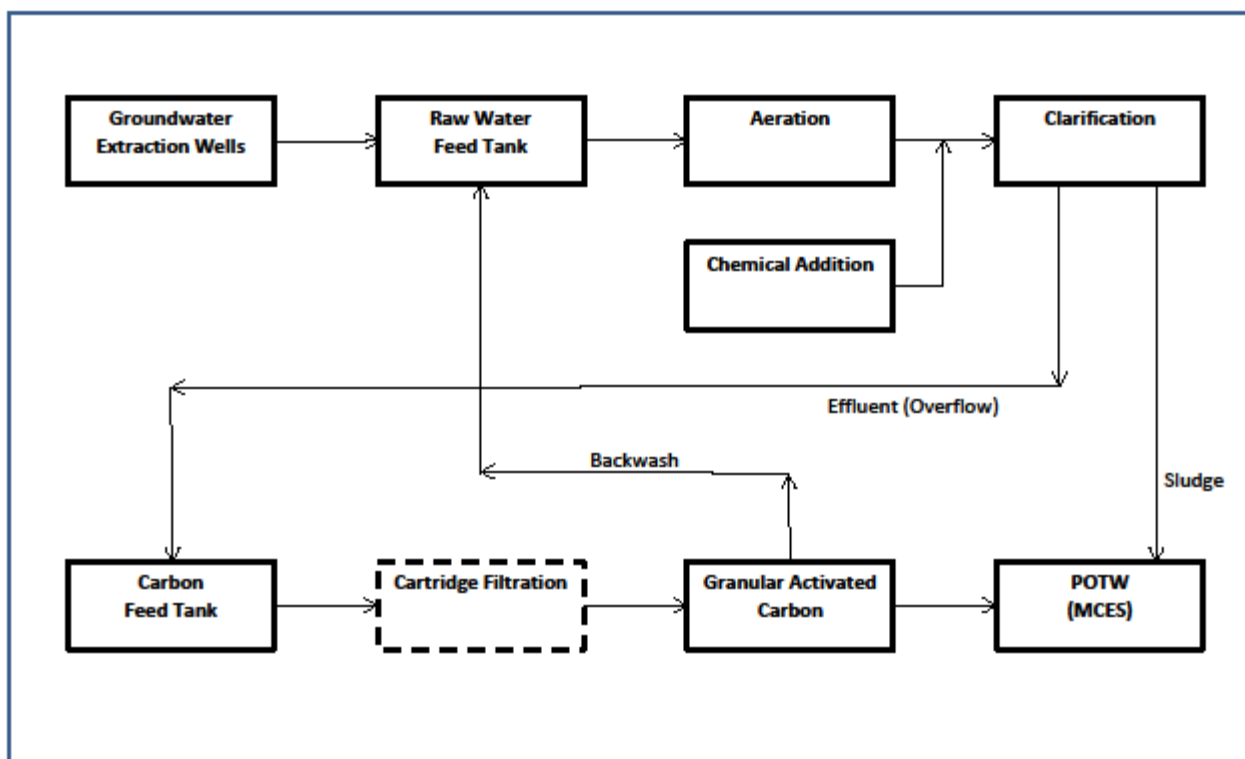 Groundwater
Extraction Wells
Raw Water
Feed Tank
Aeration
Clarification
Chemical Addition
Effluent (Overflow)
Backwash
Sludge
Carbon
Feed Tank
Cartridge Filtration
Granular Activated
Carbon
POTW
(MCES)